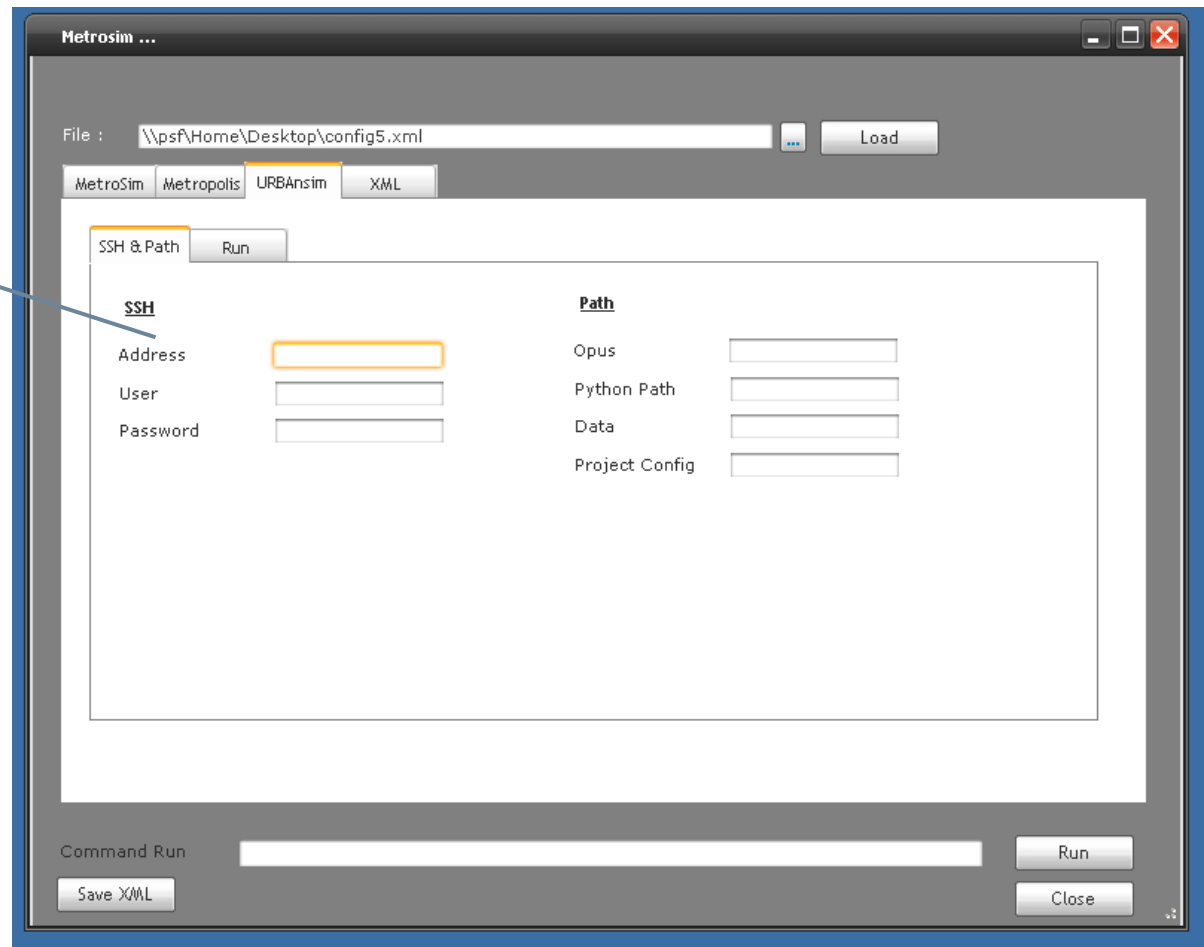 Metrosim ...
File : \\psf\Home\Desktop\config5.xml ... Load
MetroSim Metropolis URBAnsim XML
SSH & Path Run
SSH
Address
User
Password
Path
Opus
Python Path
Data
Project Config
Command Run Run
Save XML Close